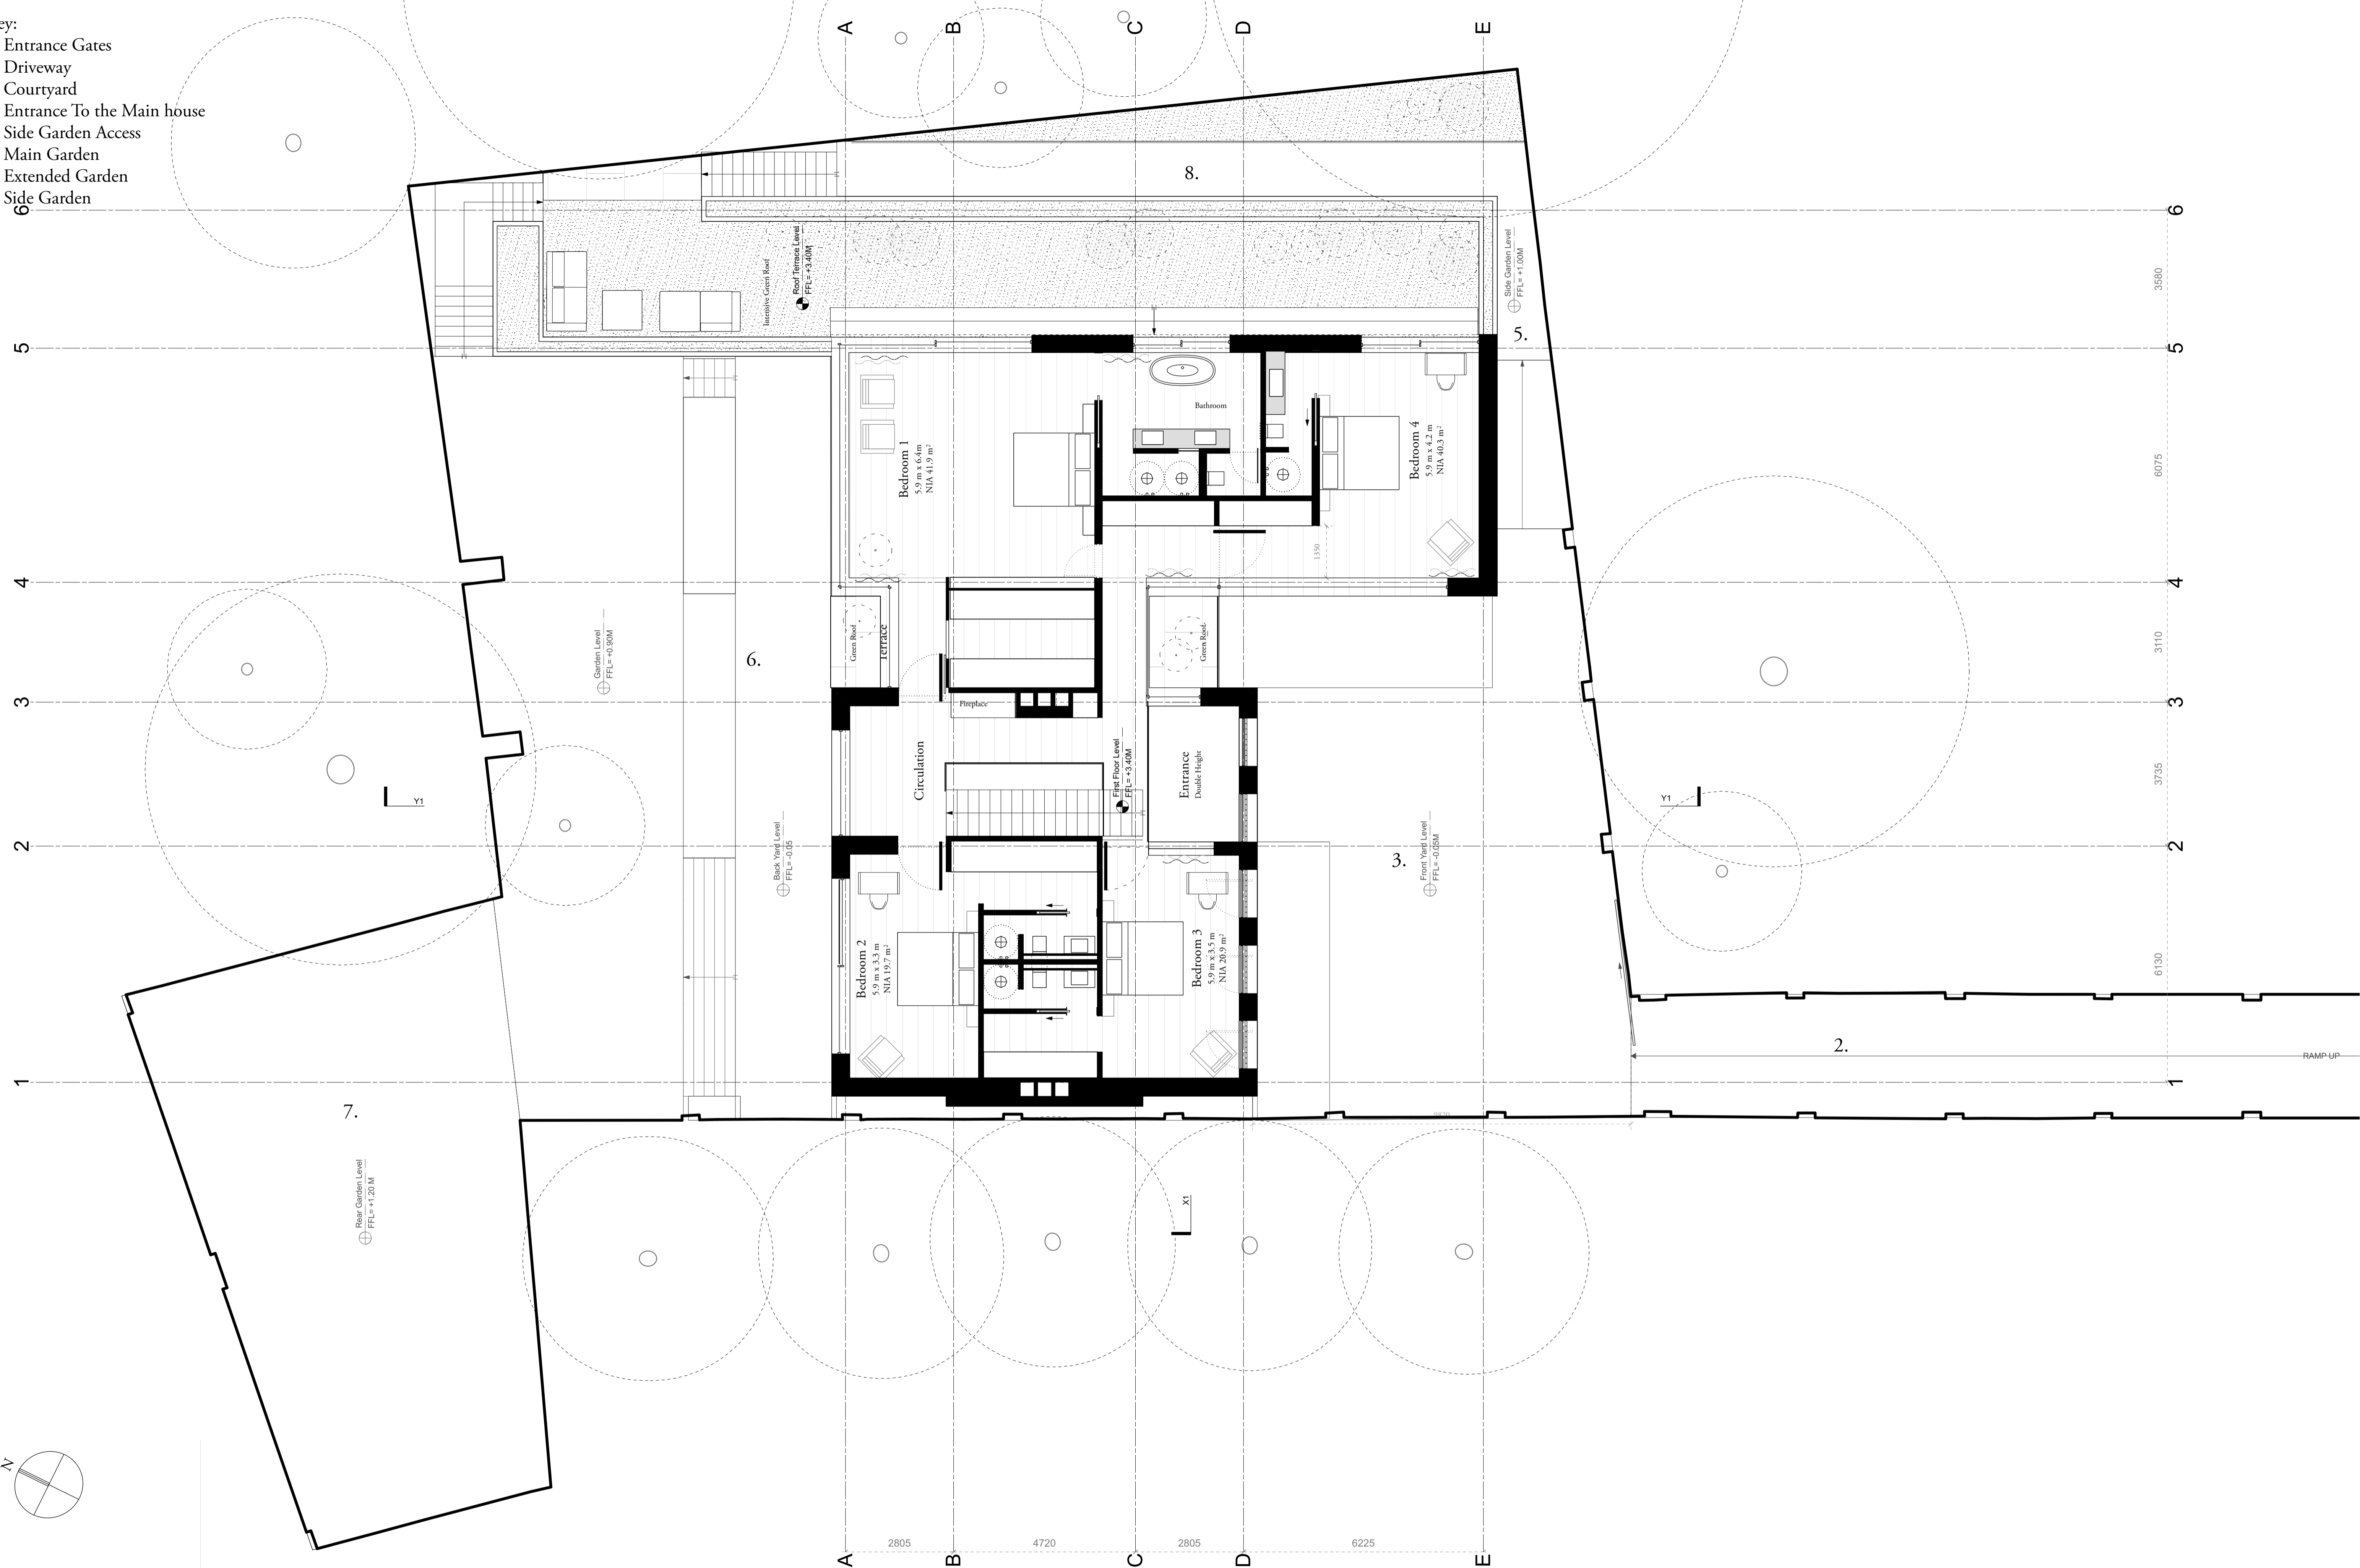 ey:
Entrance Gates
Driveway
Courtyard
Entrance To the Main house
Side Garden Access
Main Garden
Extended Garden
Side Garden
A
B
C
D
E
8.
6
6
Roof Terrace Level
FFL= +3.40M
Intensive Green Roof
Side Garden Level
FFL= +1.00M
3580
5.
5
5
Bathroom
Bedroom 1
5.9 m x 6.4m
NIA 41.9 m²
Bedroom 4
5.9 m x 4.2 m
NIA 40.3 m²
6075
1350
4
4
Garden Level
FFL= +0.90M
6.
Green Roof
Terrace
Green Roof
3110
3
3
Fireplace
Circulation
First Floor Level
FFL= +3.40M
Entrance
Double Height
3735
Y1
Y1
2
2
Back Yard Level
FFL= -0.05
3.
Front Yard Level
FFL= -0.05M
Bedroom 2
5.9 m x 3.3 m
NIA 19.7 m²
Bedroom 3
5.9 m x 3.5 m
NIA 20.9 m²
6130
2.
RAMP UP
1
1
7.
Rear Garden Level
FFL= +1.20 M
X1
N
2805
4720
2805
6225
A
B
C
D
E